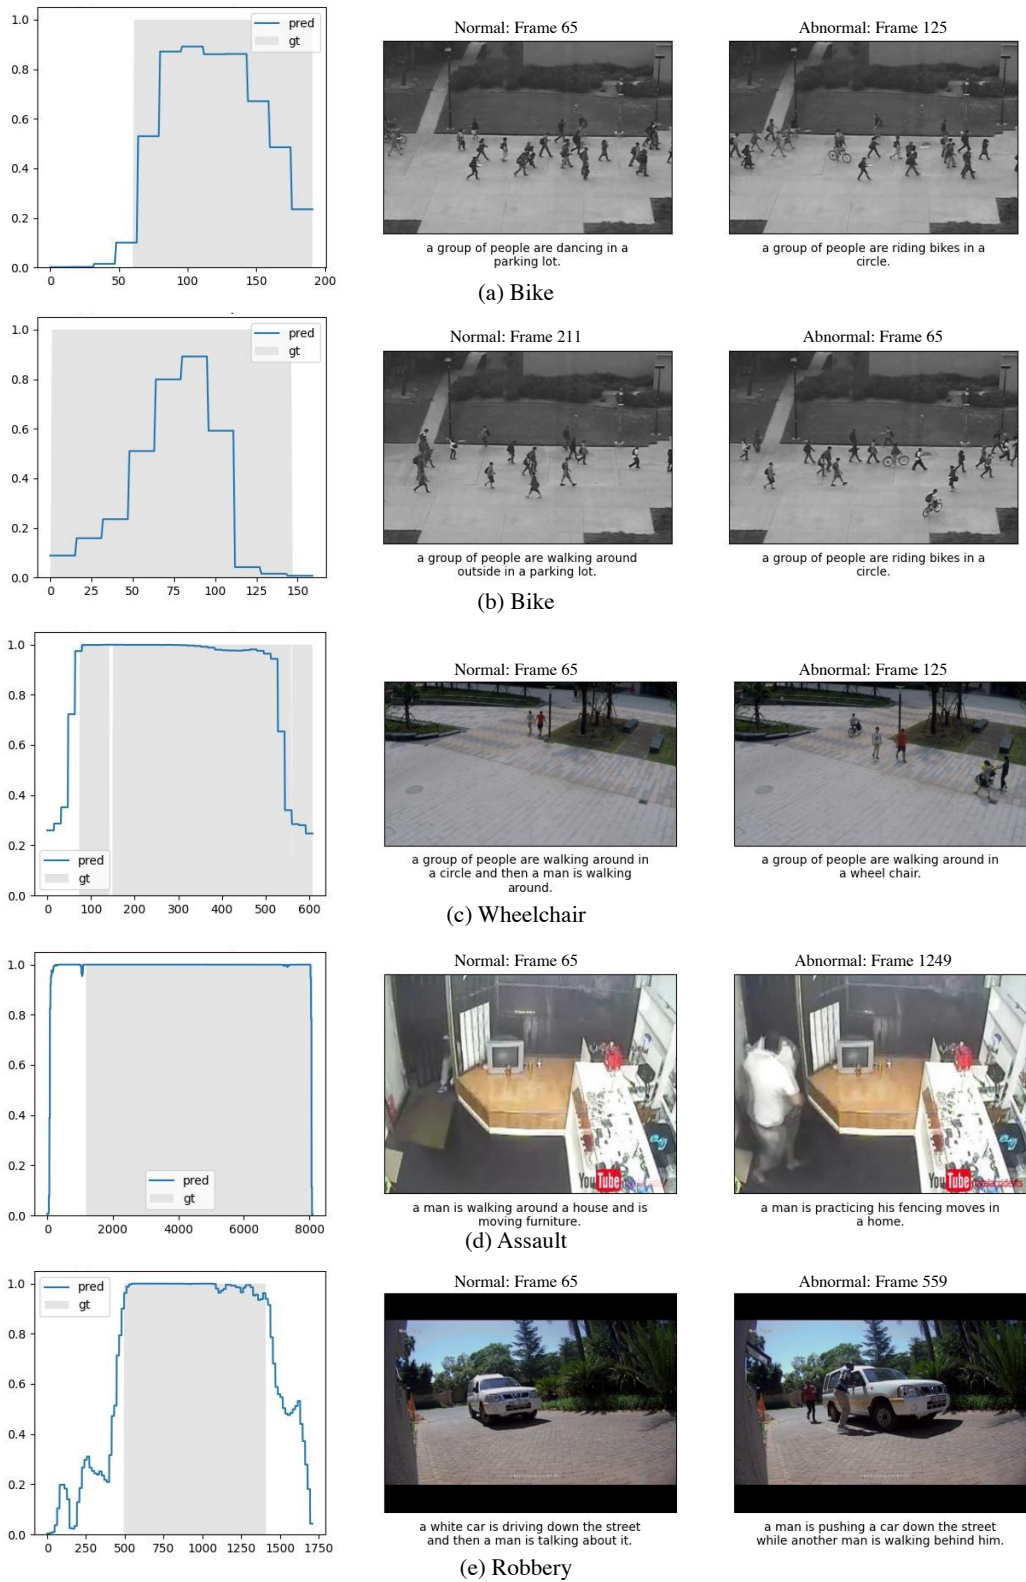 1.0
0.8
0.6
0.4
0.2
0.0
0 50 100 150 200
pred
gt
Normal: Frame 65
a group of people are dancing in a
parking lot.
Abnormal: Frame 125
a group of people are riding bikes in a
circle.
(a) Bike
1.0
0.8
0.6
0.4
0.2
0.0
0 25 50 75 100 125 150
pred
gt
Normal: Frame 211
a group of people are walking around
outside in a parking lot.
Abnormal: Frame 65
a group of people are riding bikes in a
circle.
(b) Bike
1.0
0.8
0.6
0.4
0.2
0.0
0 100 200 300 400 500 600
pred
gt
Normal: Frame 65
a group of people are walking around in
a circle and then a man is walking
around.
Abnormal: Frame 125
a group of people are walking around in
a wheel chair.
(c) Wheelchair
1.0
0.8
0.6
0.4
0.2
0.0
0 2000 4000 6000 8000
pred
gt
Normal: Frame 65
YouTube
a man is walking around a house and is
moving furniture.
Abnormal: Frame 1249
YouTube
a man is practicing his fencing moves in
a home.
(d) Assault
1.0
0.8
0.6
0.4
0.2
0.0
0 250 500 750 1000 1250 1500 1750
pred
gt
Normal: Frame 65
a white car is driving down the street
and then a man is talking about it.
Abnormal: Frame 559
a man is pushing a car down the street
while another man is walking behind him.
(e) Robbery